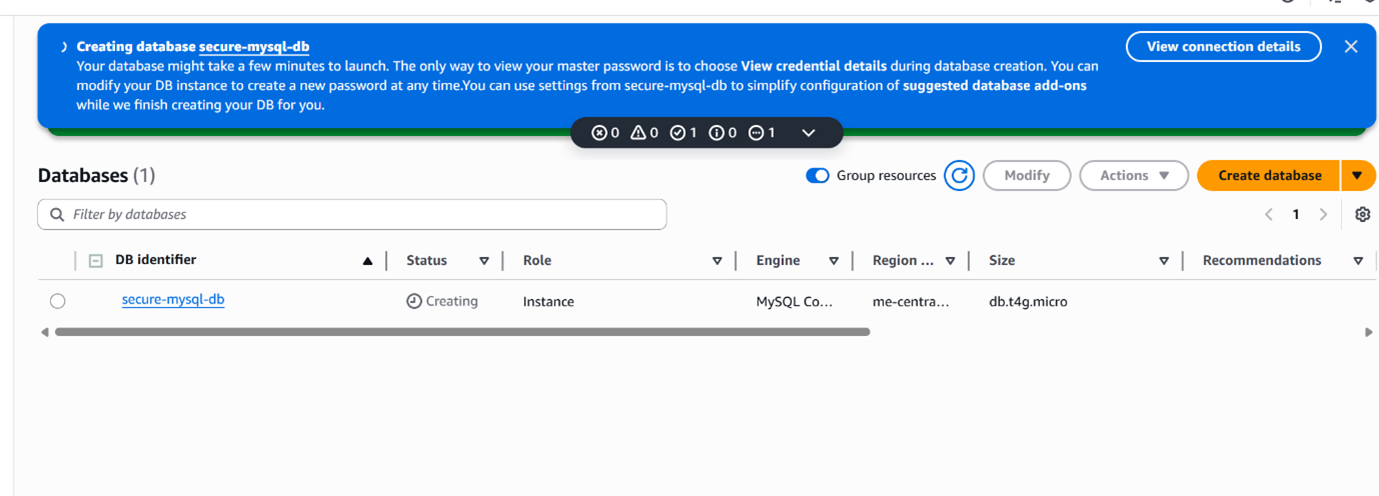 Creating database secure-mysql-db
View connection details
Your database might take a few minutes to launch. The only way to view your master password is to choose View credential details during database creation. You can
modify your DB instance to create a new password at any time.You can use settings from secure-mysql-db to simplify configuration of suggested database add-ons
while we finish creating your DB for you.
0 0 1 0 1
Databases (1)
Group resources
Modify
Actions
Create database
Filter by databases
1
DB identifier Status Role Engine Region ... Size Recommendations
secure-mysql-db Creating Instance MySQL Co... me-centra... db.t4g.micro